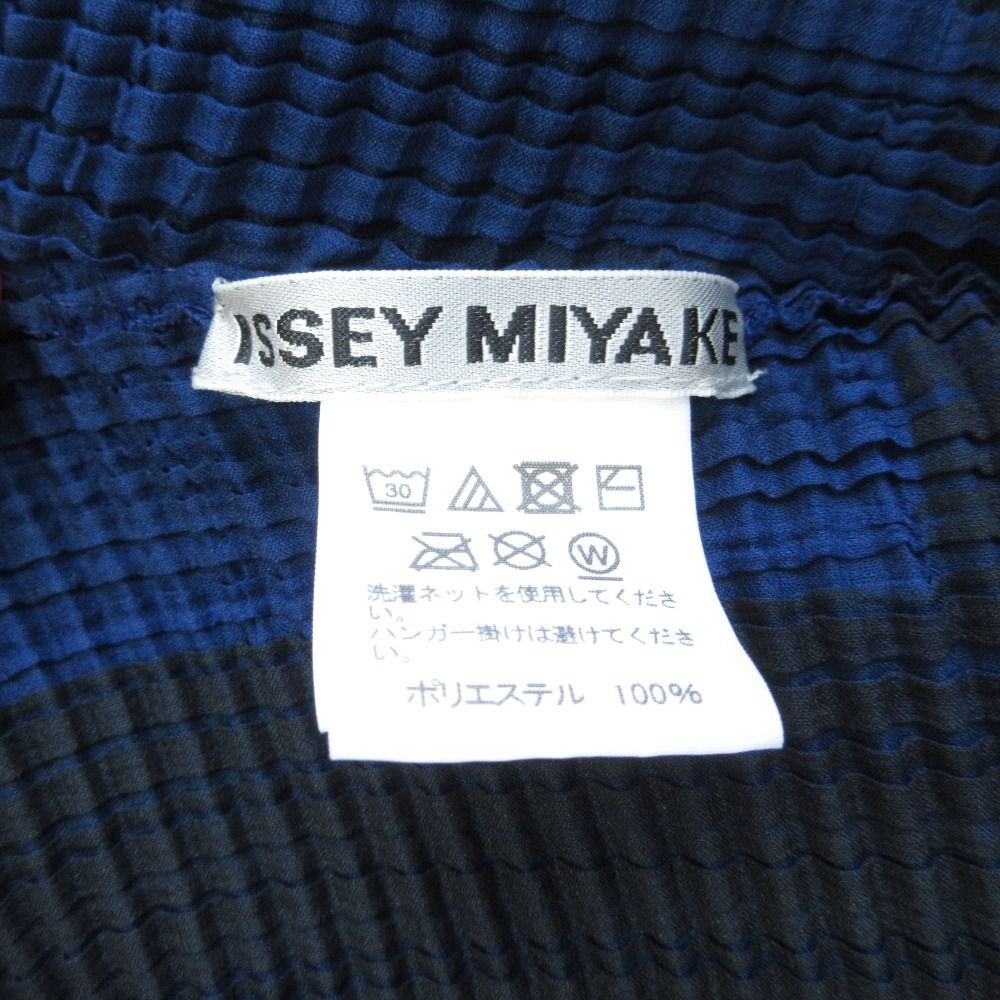 ISSEY MIYAKE
30
W
洗濯ネットを使用してくださ
い。
ハンガー掛けは避けてくださ
い。
ポリエステル 100%